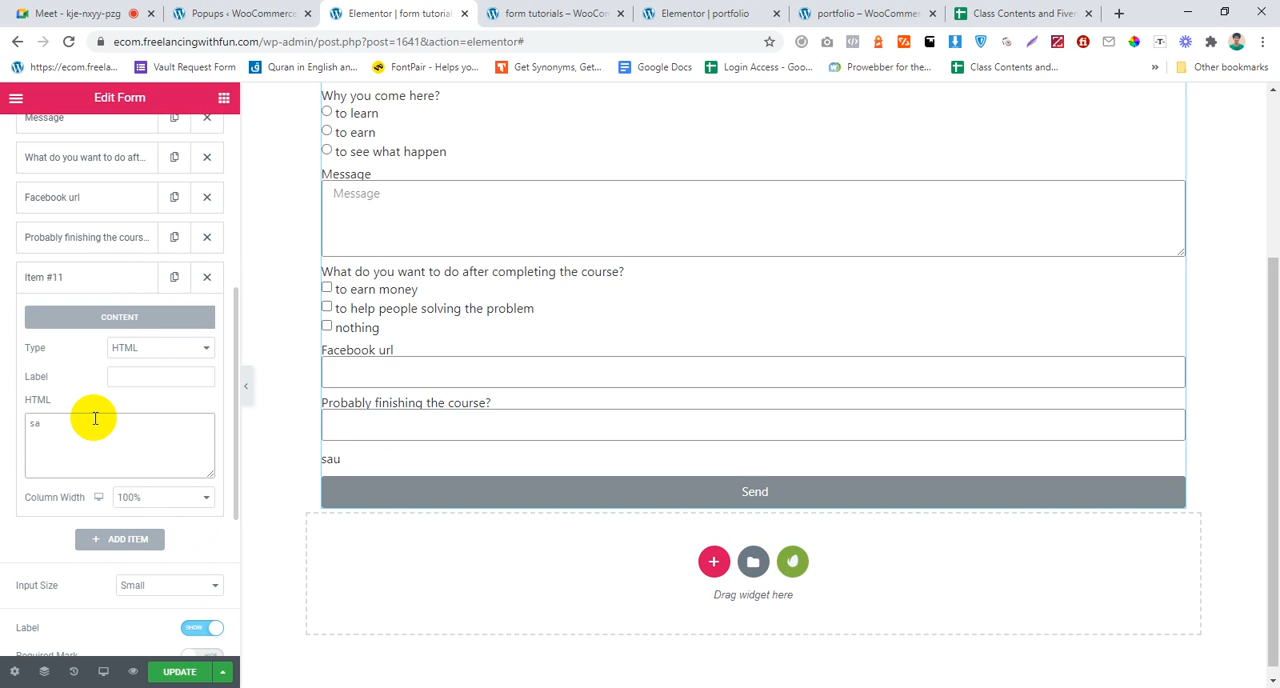 Meet - kje-nxyy-pzg
Popups ‹ WooCommerce
Elementor | form tutorial
form tutorials – WooCom
Elementor | portfolio
portfolio – WooCommer
Class Contents and Fiver
ecom.freelancingwithfun.com/wp-admin/post.php?post=1641&action=elementor#
https://ecom.freela...
Vault Request Form
Quran in English an...
FontPair - Helps yo...
Got Synonyms, Get...
Google Docs
Login Access - Goo...
Prowebber for the...
Class Contents and...
»
Other bookmarks
Edit Form
Message
What do you want to do aft...
Facebook url
Probably finishing the cours...
Item #11
CONTENT
Type
HTML
Label
HTML
sa
Column Width
100%
+ ADD ITEM
Input Size
Small
Label
SHOW
Required Mark
HIDE
UPDATE
Why you come here?
to learn
to earn
to see what happen
Message
Message
What do you want to do after completing the course?
to earn money
to help people solving the problem
nothing
Facebook url
Probably finishing the course?
sau
Send
Drag widget here